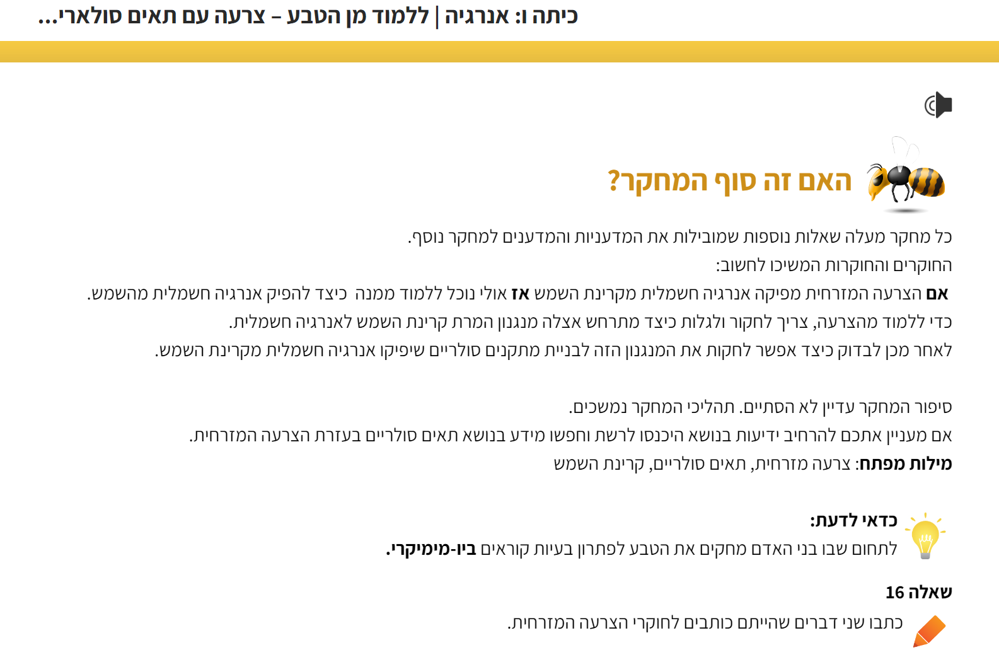 כיתה ו: אנרגיה | ללמוד מן הטבע – צרעה עם תאים סולארי...
האם זה סוף המחקר?
כל מחקר מעלה שאלות נוספות שמובילות את המדעניות והמדענים למחקר נוסף.
החוקרים והחוקרות המשיכו לחשוב:
אם הצרעה המזרחית מפיקה אנרגיה חשמלית מקרינת השמש אז אולי נוכל ללמוד ממנה  כיצד להפיק אנרגיה חשמלית מהשמש.
כדי ללמוד מהצרעה, צריך לחקור ולגלות כיצד מתרחש אצלה מנגנון המרת קרינת השמש לאנרגיה חשמלית.
לאחר מכן לבדוק כיצד אפשר לחקות את המנגנון הזה לבניית מתקנים סולריים שיפיקו אנרגיה חשמלית מקרינת השמש.
סיפור המחקר עדיין לא הסתיים. תהליכי המחקר נמשכים.
אם מעניין אתכם להרחיב ידיעות בנושא היכנסו לרשת וחפשו מידע בנושא תאים סולריים בעזרת הצרעה המזרחית.
מילות מפתח: צרעה מזרחית, תאים סולריים, קרינת השמש
כדאי לדעת:
לתחום שבו בני האדם מחקים את הטבע לפתרון בעיות קוראים ביו-מימיקרי.
שאלה 16
כתבו שני דברים שהייתם כותבים לחוקרי הצרעה המזרחית.